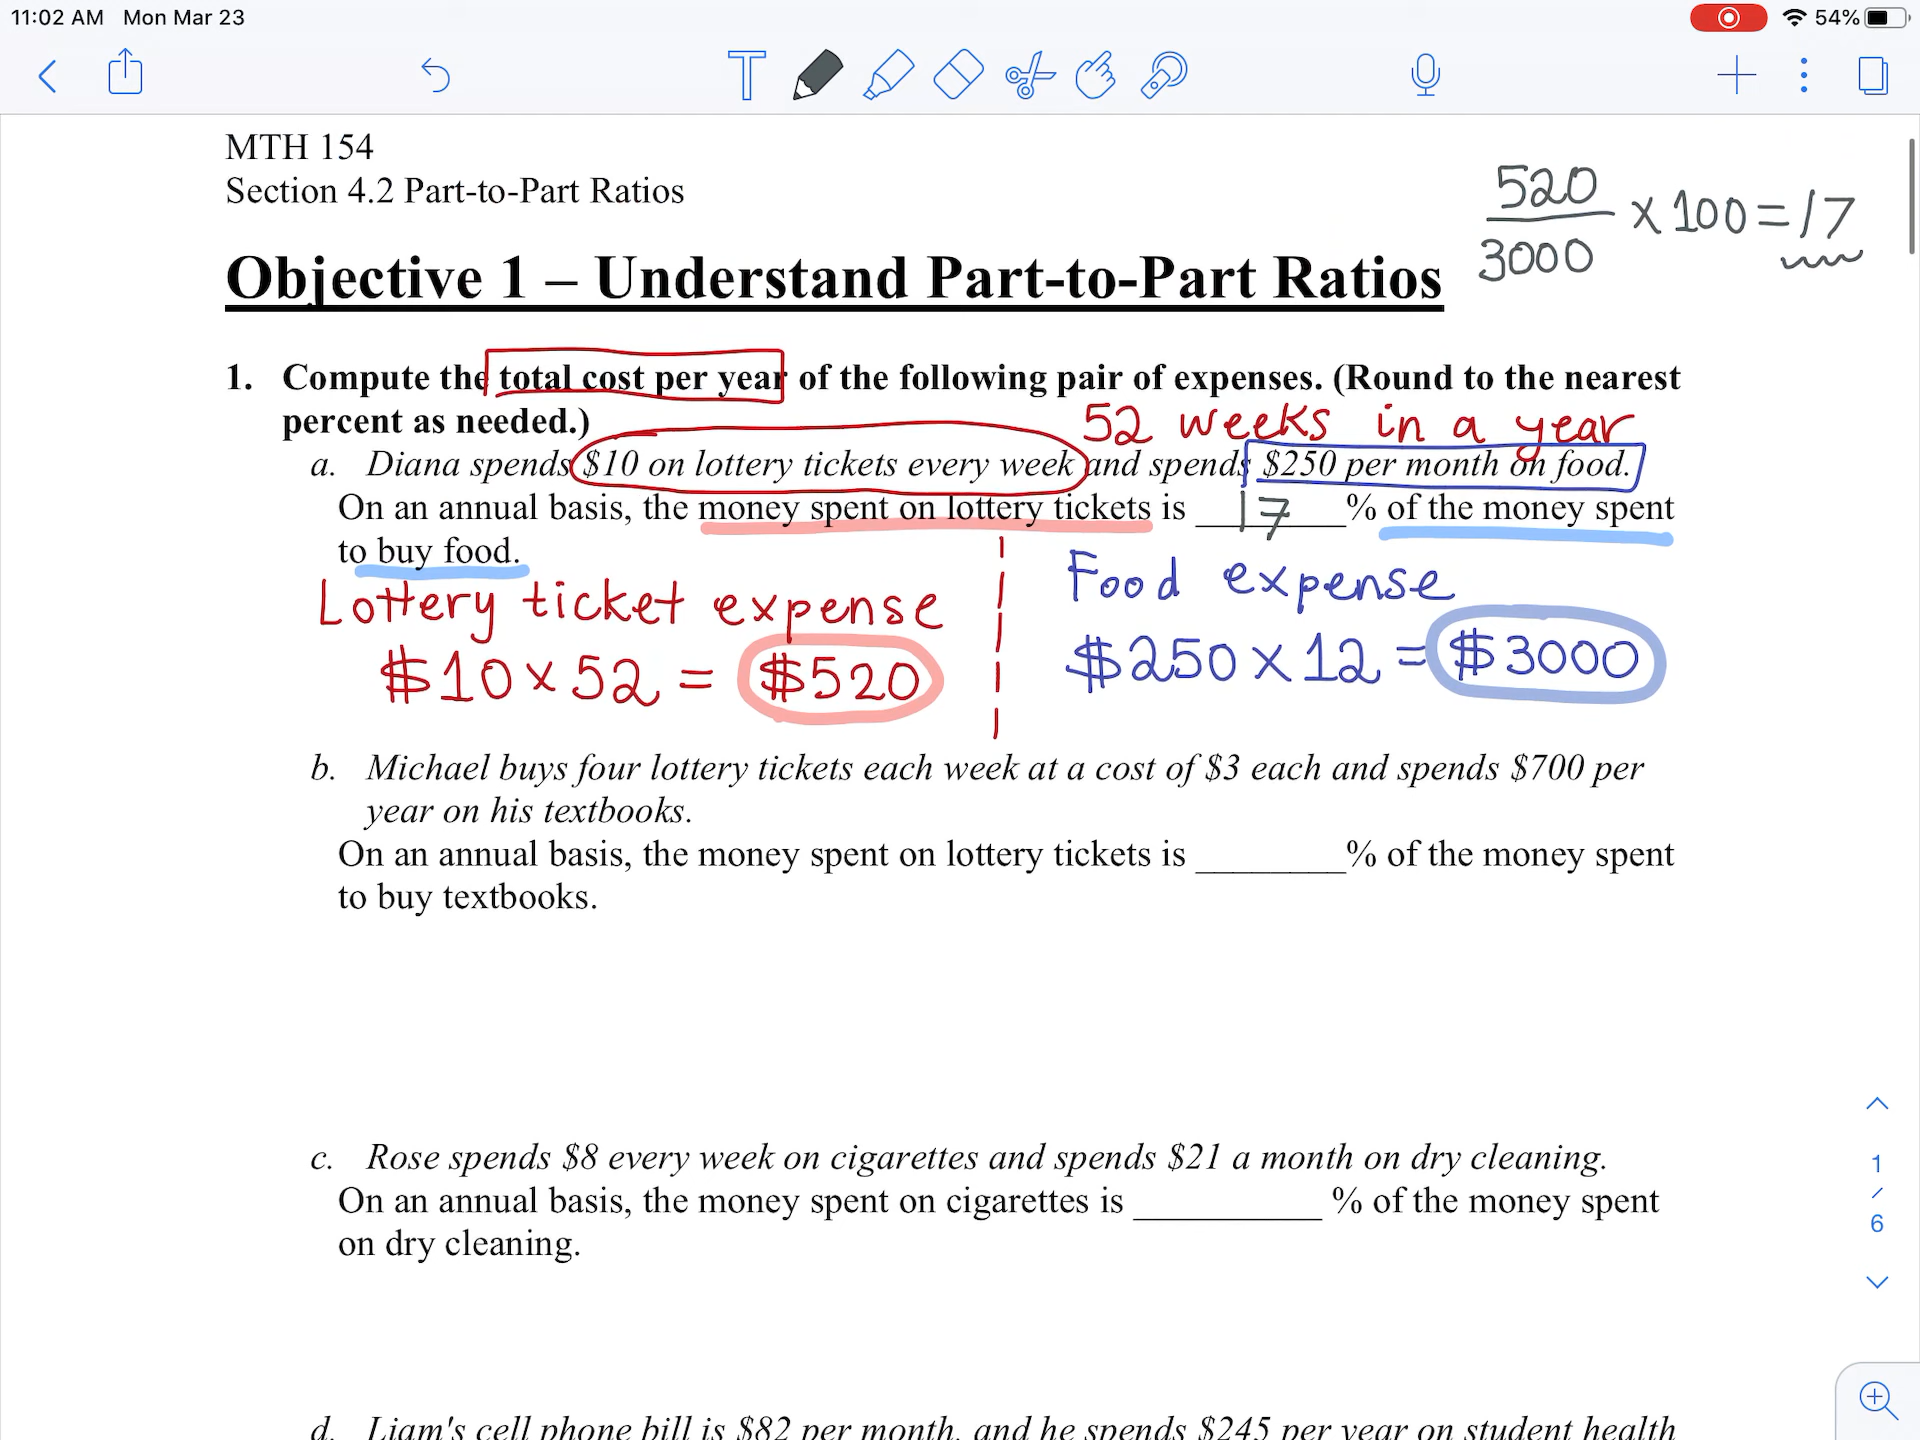 11:02 AM Mon Mar 23
54%
T
MTH 154
Section 4.2 Part-to-Part Ratios
520
3000
x 100 = 17
Objective 1 – Understand Part-to-Part Ratios
1. Compute the total cost per year of the following pair of expenses. (Round to the nearest
percent as needed.)
52 weeks in a year
a. Diana spends $10 on lottery tickets every week and spends $250 per month on food.
On an annual basis, the money spent on lottery tickets is 17 % of the money spent
to buy food.
Lottery ticket expense
$10 x 52 = $520
Food expense
$250 x 12 = $3000
b. Michael buys four lottery tickets each week at a cost of $3 each and spends $700 per
year on his textbooks.
On an annual basis, the money spent on lottery tickets is ________% of the money spent
to buy textbooks.
c. Rose spends $8 every week on cigarettes and spends $21 a month on dry cleaning.
On an annual basis, the money spent on cigarettes is __________ % of the money spent
on dry cleaning.
1
/
6
d. Liam's cell phone bill is $82 per month, and he spends $245 per year on student health